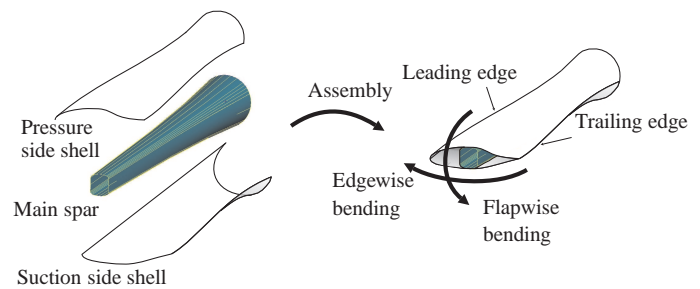 Pressure
side shell
Main spar
Suction side shell
Assembly
Leading edge
Trailing edge
Edgewise
bending
Flapwise
bending